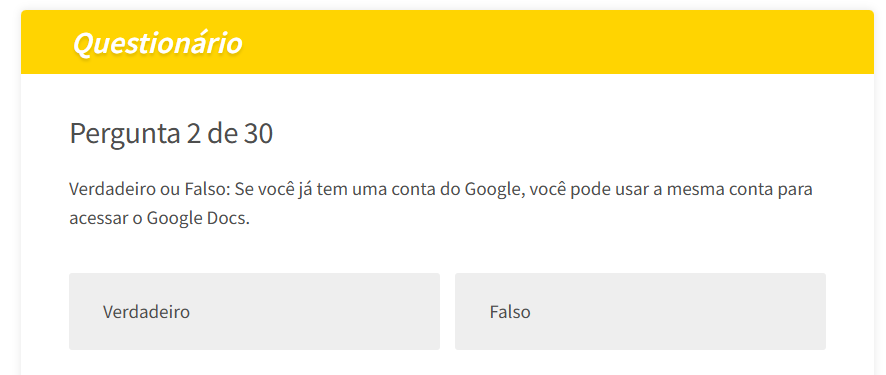 Questionário
Pergunta 2 de 30
Verdadeiro ou Falso: Se você já tem uma conta do Google, você pode usar a mesma conta para
acessar o Google Docs.
Verdadeiro
Falso